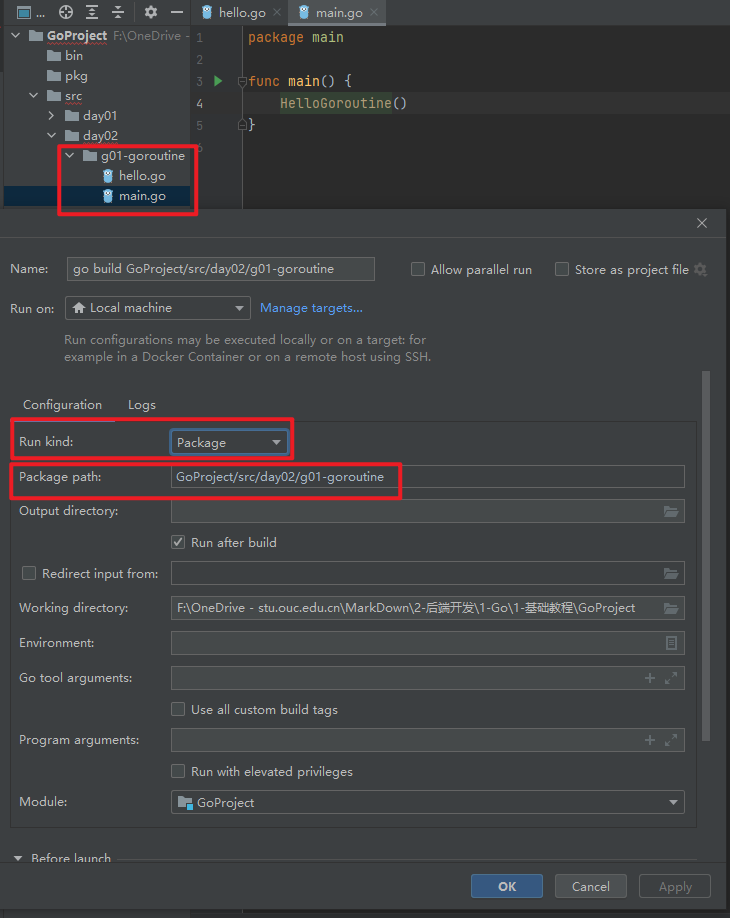 ...
hello.go
main.go
GoProject F:\OneDrive -
bin
pkg
src
day01
day02
g01-goroutine
hello.go
main.go
1 package main
2
3 func main() {
4 HelloGoroutine()
5 }
6
Name: go build GoProject/src/day02/g01-goroutine
Allow parallel run
Store as project file
Run on: Local machine
Manage targets...
Run configurations may be executed locally or on a target: for
example in a Docker Container or on a remote host using SSH.
Configuration
Logs
Run kind: Package
Package path: GoProject/src/day02/g01-goroutine
Output directory:
Run after build
Redirect input from:
Working directory: F:\OneDrive - stu.ouc.edu.cn\MarkDown\2-后端开发\1-Go\1-基础教程\GoProject
Environment:
Go tool arguments:
Use all custom build tags
Program arguments:
Run with elevated privileges
Module: GoProject
Before launch
OK
Cancel
Apply